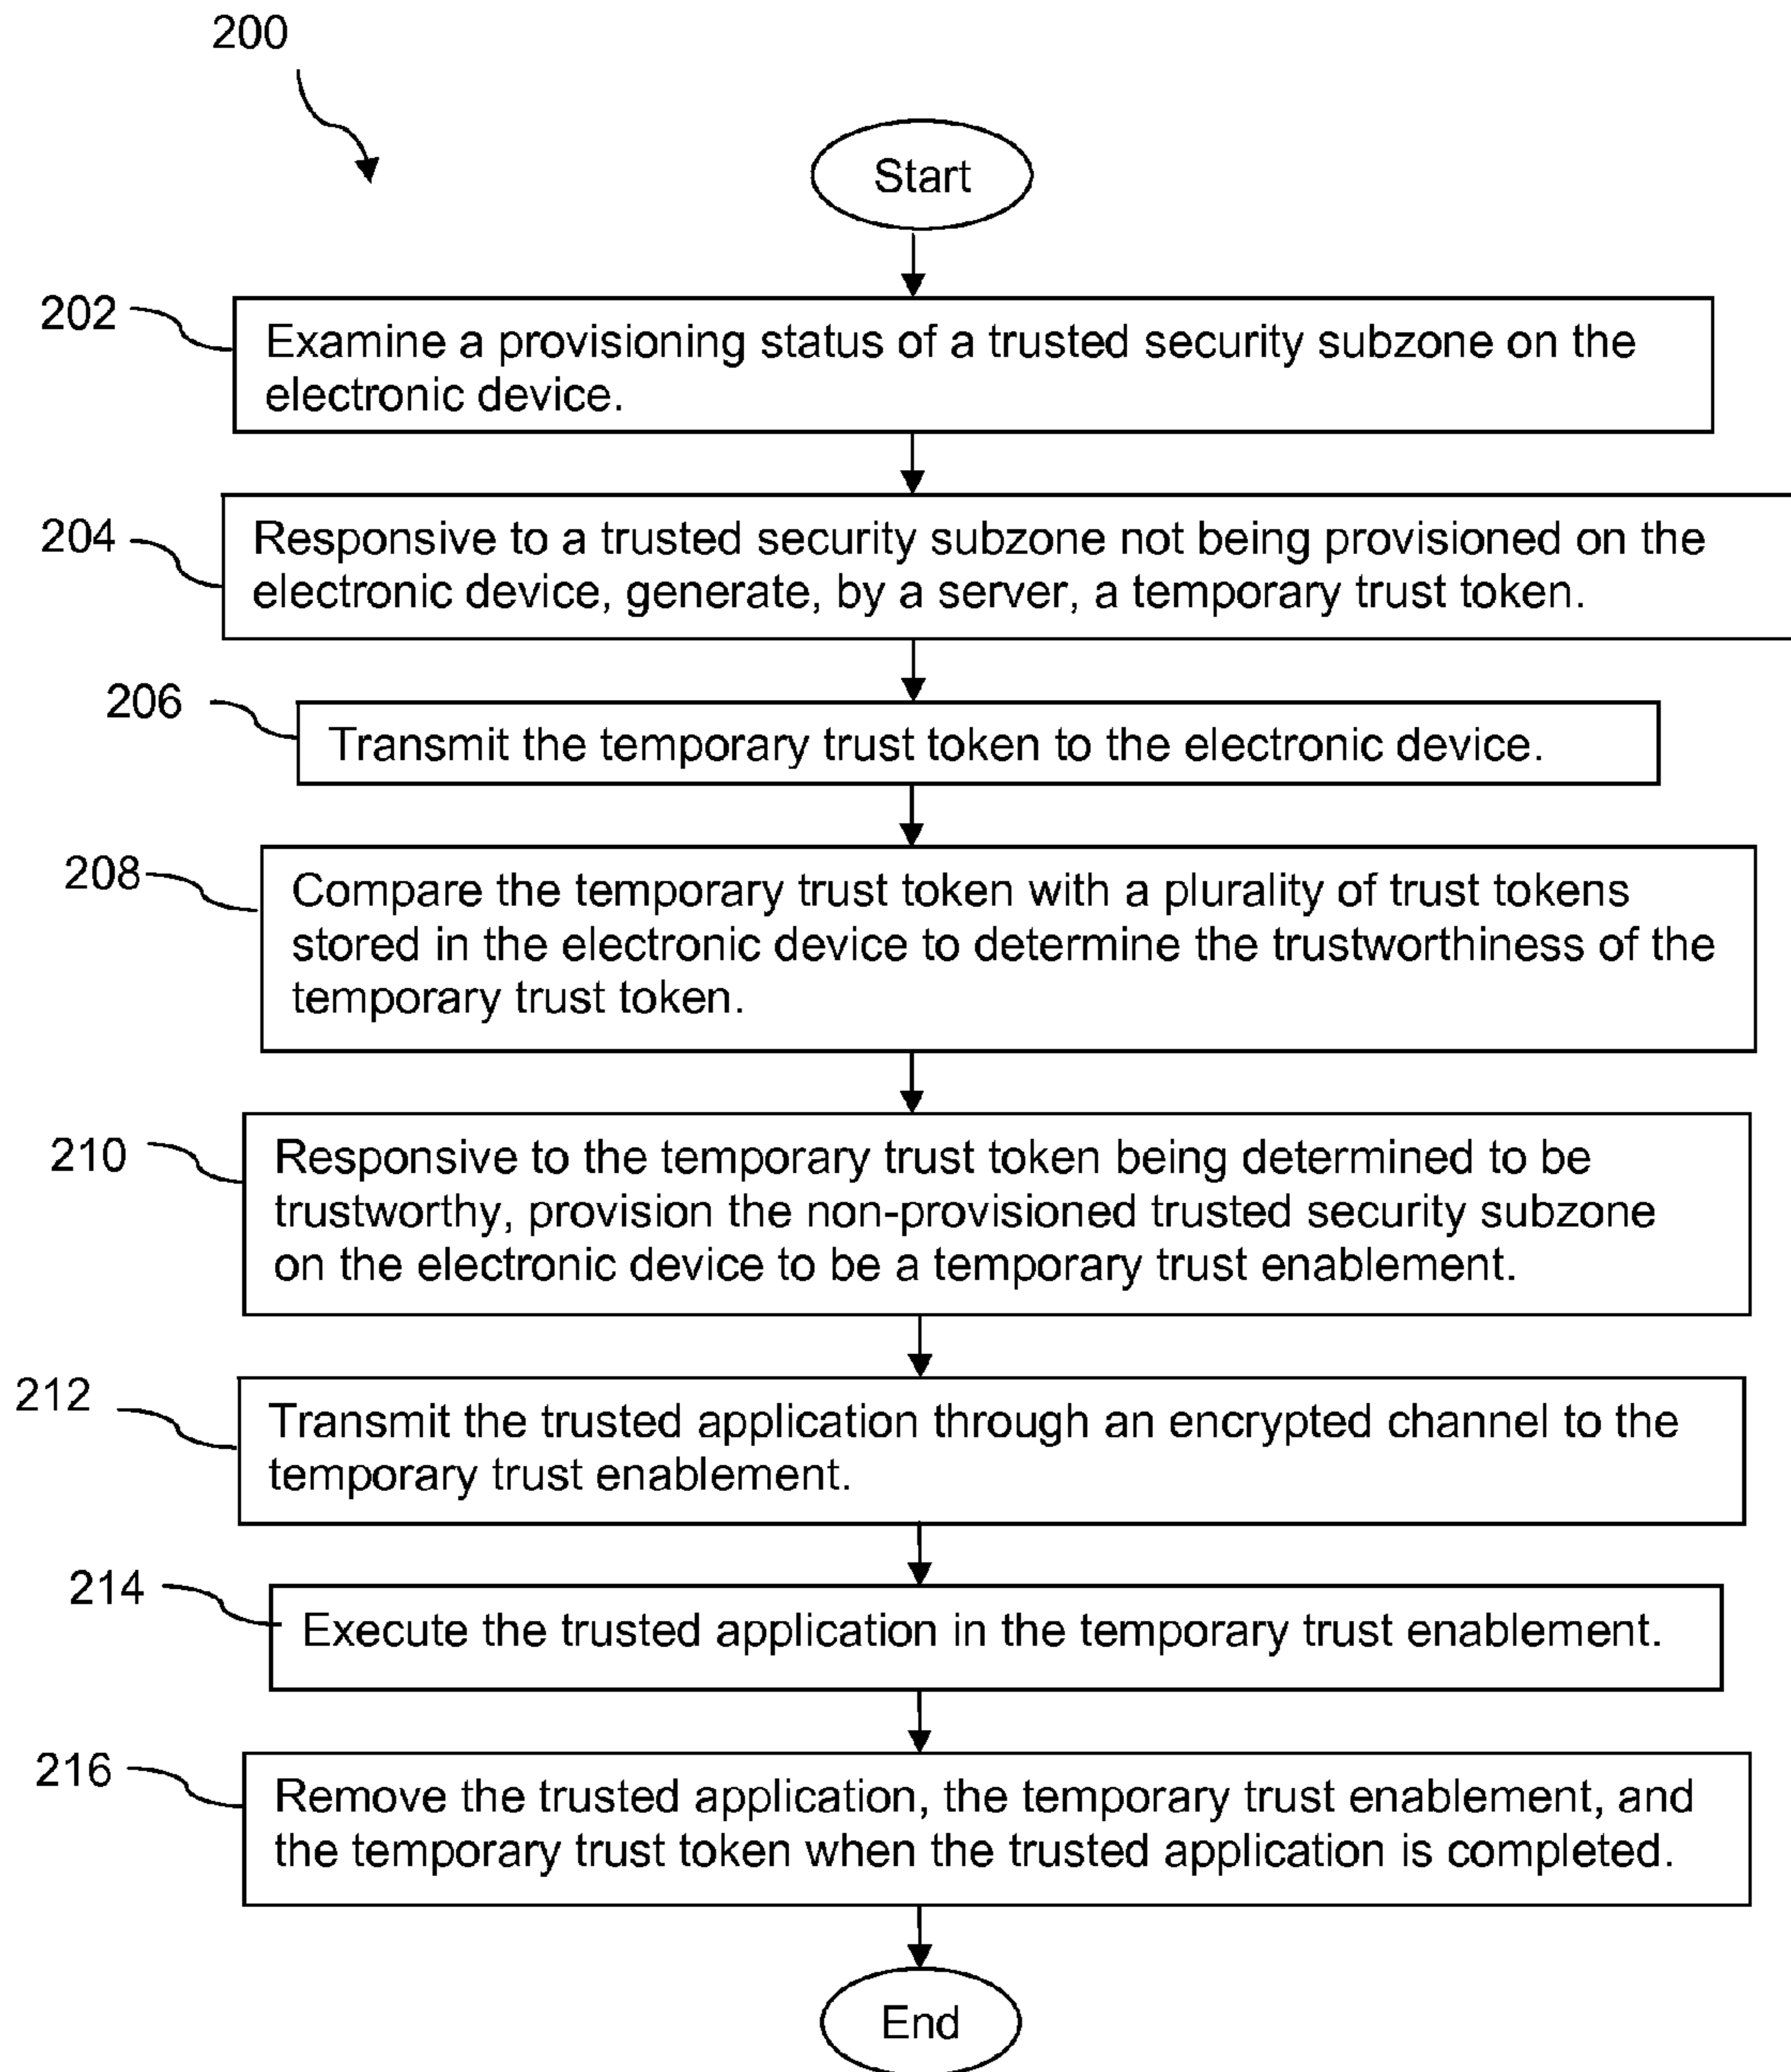 200
Start
202
Examine a provisioning status of a trusted security subzone on the
electronic device.
204
Responsive to a trusted security subzone not being provisioned on the
electronic device, generate, by a server, a temporary trust token.
206
Transmit the temporary trust token to the electronic device.
208
Compare the temporary trust token with a plurality of trust tokens
stored in the electronic device to determine the trustworthiness of the
temporary trust token.
210
Responsive to the temporary trust token being determined to be
trustworthy, provision the non-provisioned trusted security subzone
on the electronic device to be a temporary trust enablement.
212
Transmit the trusted application through an encrypted channel to the
temporary trust enablement.
214
Execute the trusted application in the temporary trust enablement.
216
Remove the trusted application, the temporary trust enablement, and
the temporary trust token when the trusted application is completed.
End